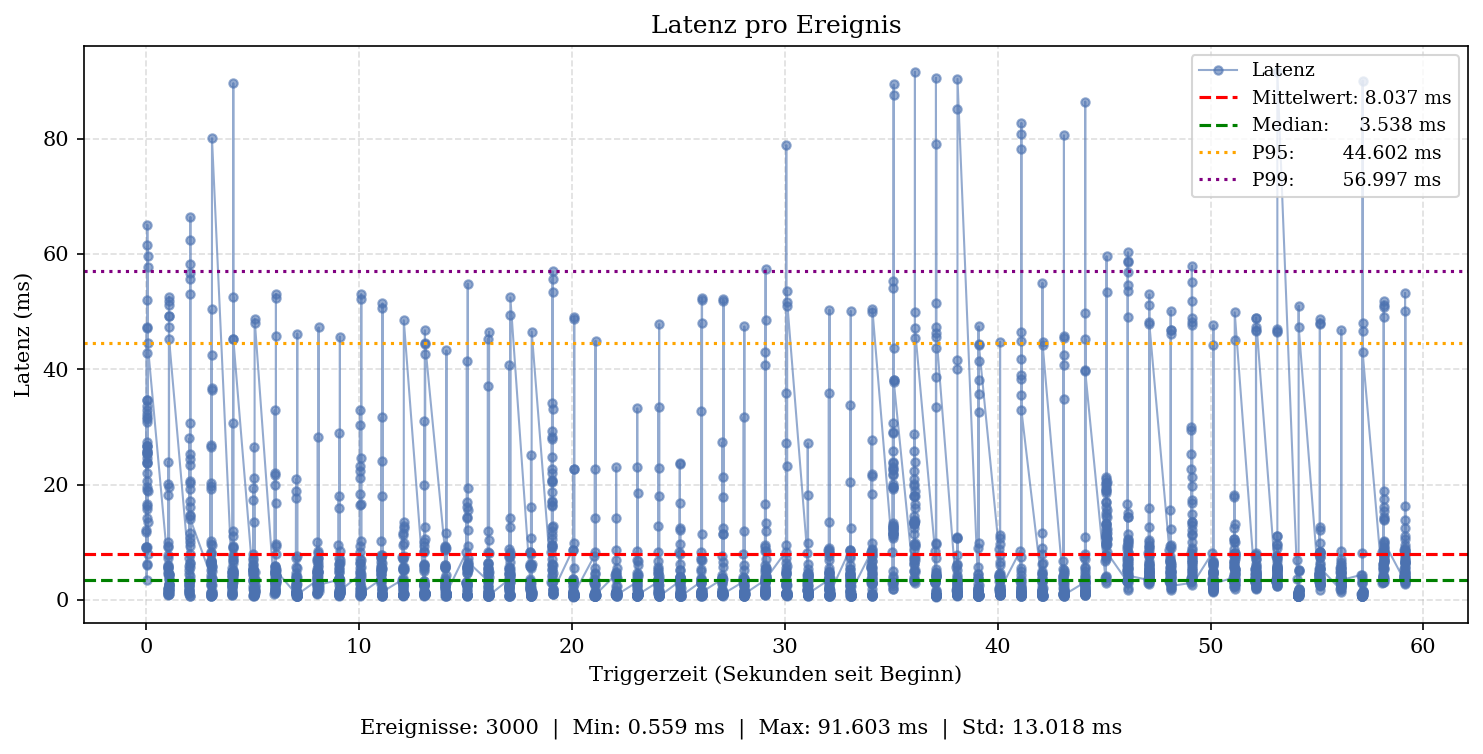 Latenz pro Ereignis
Latenz (ms)
80
60
40
20
0
Latenz
Mittelwert: 8.037 ms
Median: 3.538 ms
P95: 44.602 ms
P99: 56.997 ms
0 10 20 30 40 50 60
Triggerzeit (Sekunden seit Beginn)
Ereignisse: 3000 | Min: 0.559 ms | Max: 91.603 ms | Std: 13.018 ms